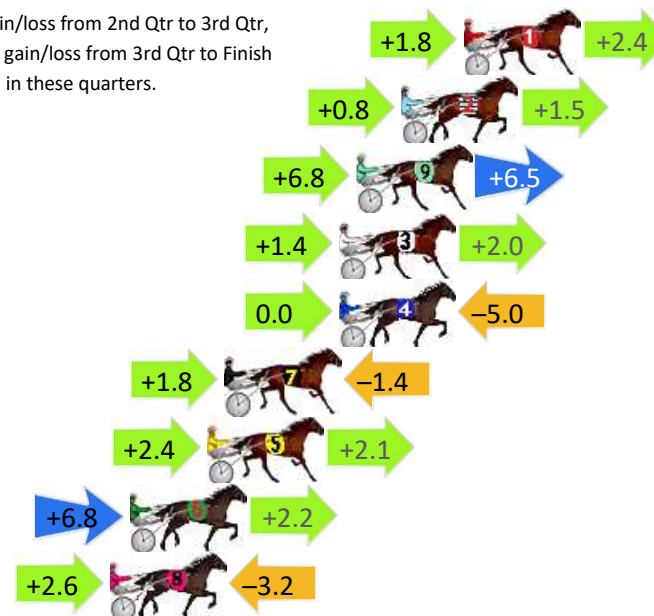 in/loss from 2nd Qtr to 3rd Qtr,
gain/loss from 3rd Qtr to Finish
in these quarters.
+1.8 1 +2.4
+0.8 2 +1.5
+6.8 9 +6.5
+1.4 3 +2.0
0.0 4 –5.0
+1.8 7 –1.4
+2.4 5 +2.1
+6.8 6 +2.2
+2.6 8 –3.2